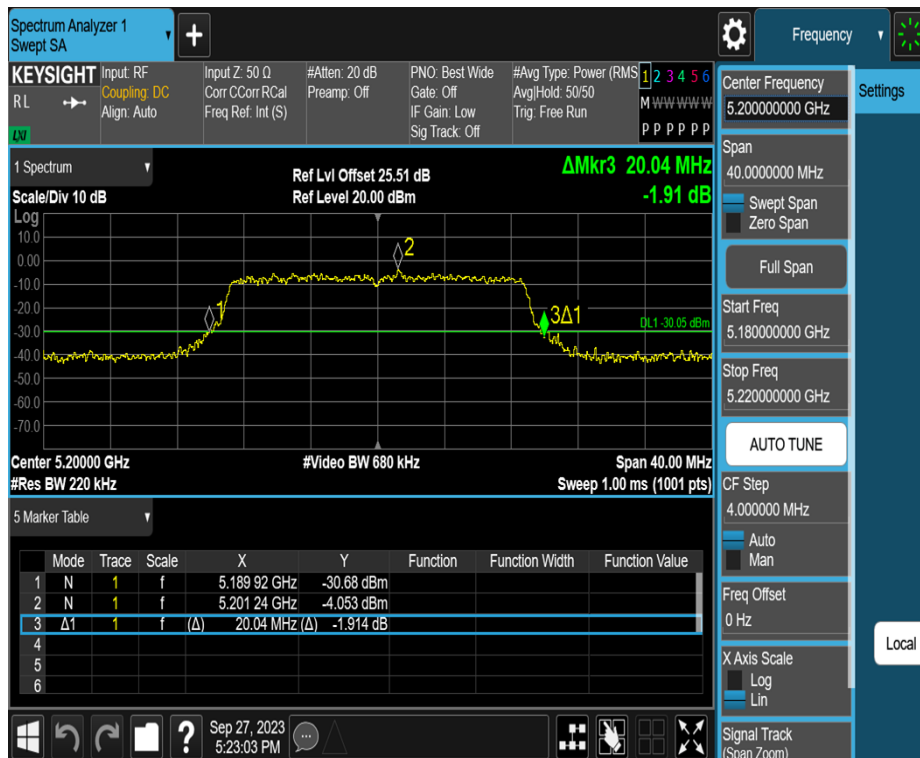 Spectrum Analyzer 1
Swept SA
+
Frequency
KEYSIGHT
RL
LXI
Input: RF
Coupling: DC
Align: Auto
Input Z: 50 Ω
Corr CCorr RCal
Freq Ref: Int (S)
#Atten: 20 dB
Preamp: Off
PNO: Best Wide
Gate: Off
IF Gain: Low
Sig Track: Off
#Avg Type: Power (RMS
Avg|Hold: 50/50
Trig: Free Run
1 2 3 4 5 6
M W W W W W
P P P P P P
1 Spectrum
Scale/Div 10 dB
Log
Ref Lvl Offset 25.51 dB
Ref Level 20.00 dBm
ΔMkr3 20.04 MHz
-1.91 dB
10.0
0.00
-10.0
-20.0
-30.0
-40.0
-50.0
-60.0
-70.0
1
2
3Δ1
DL1 -30.05 dBm
Center 5.20000 GHz
#Video BW 680 kHz
Span 40.00 MHz
#Res BW 220 kHz
Sweep 1.00 ms (1001 pts)
5 Marker Table
Mode Trace Scale X Y Function Function Width Function Value
1 N 1 f 5.189 92 GHz -30.68 dBm
2 N 1 f 5.201 24 GHz -4.053 dBm
3 Δ1 1 f (Δ) 20.04 MHz (Δ) -1.914 dB
4
5
6
?
Sep 27, 2023
5:23:03 PM
Center Frequency
5.200000000 GHz
Span
40.0000000 MHz
Swept Span
Zero Span
Full Span
Start Freq
5.180000000 GHz
Stop Freq
5.220000000 GHz
AUTO TUNE
CF Step
4.000000 MHz
Auto
Man
Freq Offset
0 Hz
X Axis Scale
Log
Lin
Signal Track
(Span Zoom)
Settings
Local